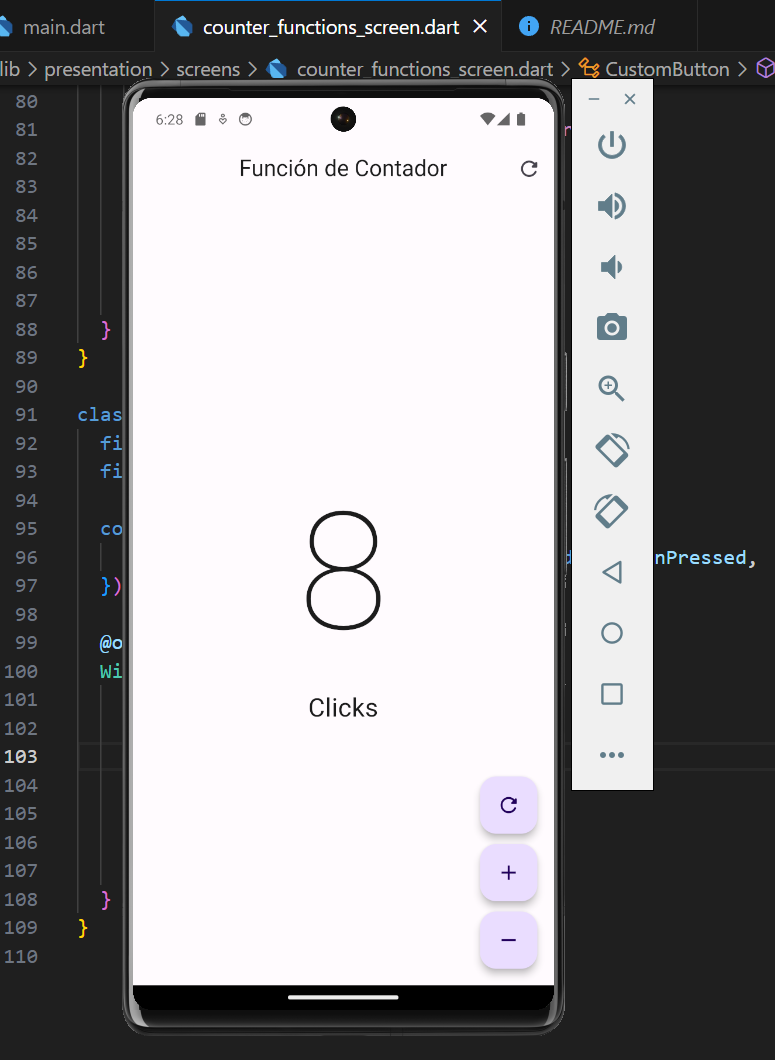 main.dart
counter_functions_screen.dart
README.md
lib > presentation > screens > counter_functions_screen.dart > CustomButton >
6:28
Función de Contador
8
Clicks
80
81
82
83
84
85
86
87
88 }
89 }
90
91 clas
92 fi
93 fi
94
95 co
96 nPressed,
97 })
98
99 @o
100 Wi
101
102
103
104
105
106
107
108 }
109 }
110